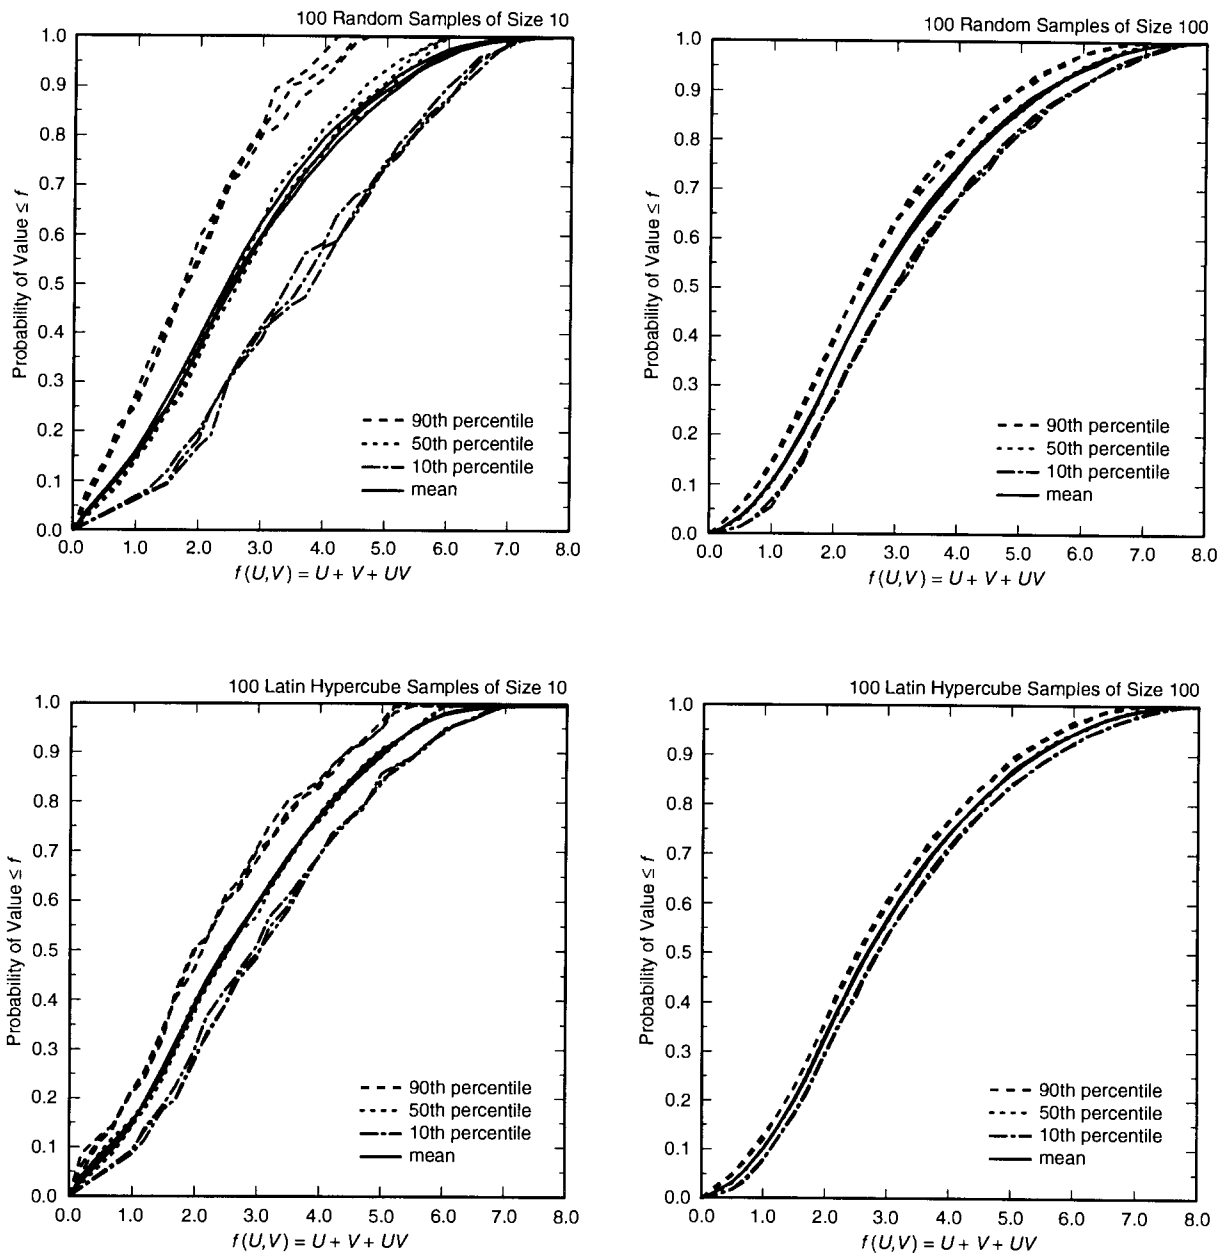 100 Random Samples of Size 10
1.0
0.9
0.8
0.7
0.6
0.5
0.4
0.3
0.2
0.1
0.0
Probability of Value ≤ f
90th percentile
50th percentile
10th percentile
mean
0.0 1.0 2.0 3.0 4.0 5.0 6.0 7.0 8.0
f (U,V) = U + V + UV
100 Random Samples of Size 100
1.0
0.9
0.8
0.7
0.6
0.5
0.4
0.3
0.2
0.1
0.0
Probability of Value ≤ f
90th percentile
50th percentile
10th percentile
mean
0.0 1.0 2.0 3.0 4.0 5.0 6.0 7.0 8.0
f (U,V) = U + V + UV
100 Latin Hypercube Samples of Size 10
1.0
0.9
0.8
0.7
0.6
0.5
0.4
0.3
0.2
0.1
0.0
Probability of Value ≤ f
90th percentile
50th percentile
10th percentile
mean
0.0 1.0 2.0 3.0 4.0 5.0 6.0 7.0 8.0
f (U,V) = U + V + UV
100 Latin Hypercube Samples of Size 100
1.0
0.9
0.8
0.7
0.6
0.5
0.4
0.3
0.2
0.1
0.0
Probability of Value ≤ f
90th percentile
50th percentile
10th percentile
mean
0.0 1.0 2.0 3.0 4.0 5.0 6.0 7.0 8.0
f (U,V) = U + V + UV